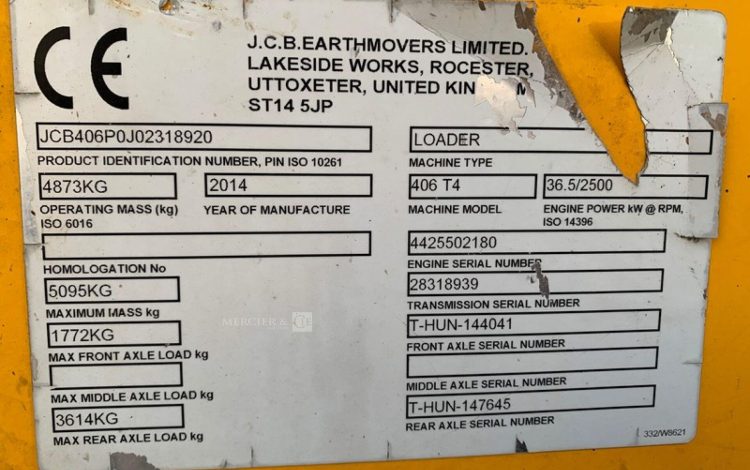 CE
J.C.B.EARTHMOVERS LIMITED.
LAKESIDE WORKS, ROCESTER,
UTTOXETER, UNITED KIN M
ST14 5JP
JCB406P0J02318920
PRODUCT IDENTIFICATION NUMBER, PIN ISO 10261
4873KG
2014
OPERATING MASS (kg)
ISO 6016
YEAR OF MANUFACTURE
HOMOLOGATION No
5095KG
MAXIMUM MASS kg
1772KG
MAX FRONT AXLE LOAD kg
MAX MIDDLE AXLE LOAD kg
3614KG
MAX REAR AXLE LOAD kg
LOADER
MACHINE TYPE
406 T4
36.5/2500
MACHINE MODEL
ENGINE POWER kW @ RPM,
ISO 14396
4425502180
ENGINE SERIAL NUMBER
28318939
TRANSMISSION SERIAL NUMBER
T-HUN-144041
FRONT AXLE SERIAL NUMBER
MIDDLE AXLE SERIAL NUMBER
T-HUN-147645
REAR AXLE SERIAL NUMBER
332/W8621
MERCIER &